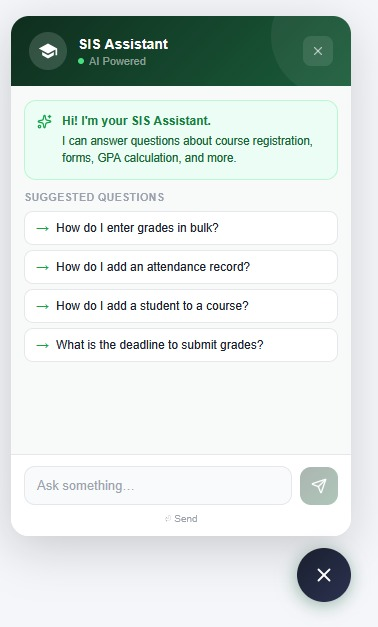 SIS Assistant
AI Powered
Hi! I'm your SIS Assistant.
I can answer questions about course registration,
forms, GPA calculation, and more.
SUGGESTED QUESTIONS
→ How do I enter grades in bulk?
→ How do I add an attendance record?
→ How do I add a student to a course?
→ What is the deadline to submit grades?
Ask something...
Send